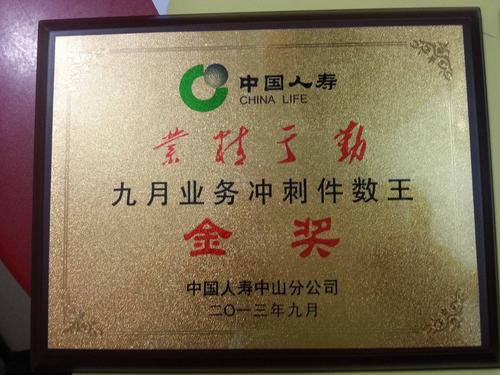 中国人寿
CHINA LIFE
業精于勤
九月业务冲刺件数王
金奖
中国人寿中山分公司
二〇一三年九月